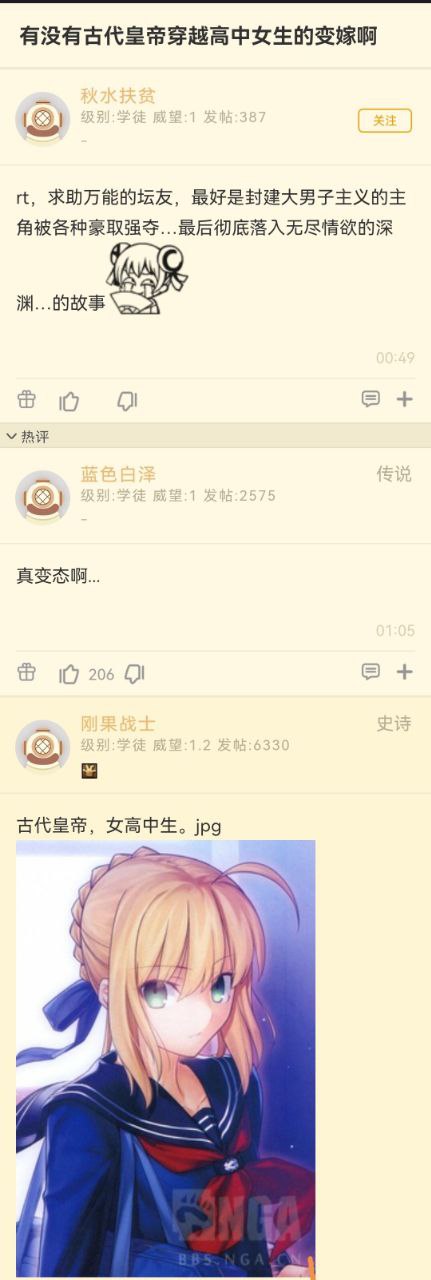 有没有古代皇帝穿越高中女生的变嫁啊
秋水扶贫
级别:学徒 威望:1 发帖:387
-
关注
rt，求助万能的坛友，最好是封建大男子主义的主
角被各种豪取强夺…最后彻底落入无尽情欲的深
渊…的故事
00:49
热评
蓝色白泽
传说
级别:学徒 威望:1 发帖:2575
-
真变态啊...
01:05
206
刚果战士
史诗
级别:学徒 威望:1.2 发帖:6330
古代皇帝，女高中生。jpg
NGA
BBS.NGA.CN